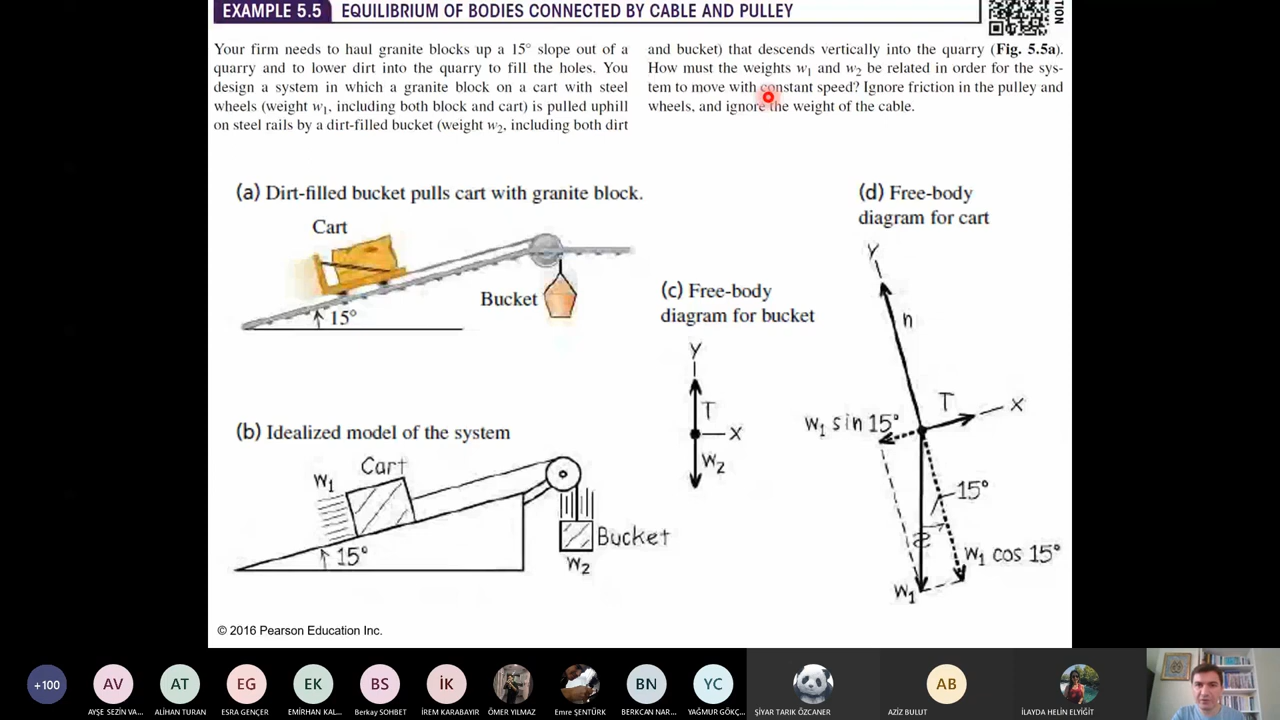 EXAMPLE 5.5 EQUILIBRIUM OF BODIES CONNECTED BY CABLE AND PULLEY
Your firm needs to haul granite blocks up a 15° slope out of a
quarry and to lower dirt into the quarry to fill the holes. You
design a system in which a granite block on a cart with steel
wheels (weight w₁, including both block and cart) is pulled uphill
on steel rails by a dirt-filled bucket (weight w₂, including both dirt
and bucket) that descends vertically into the quarry (Fig. 5.5a).
How must the weights w₁ and w₂ be related in order for the sys-
tem to move with constant speed? Ignore friction in the pulley and
wheels, and ignore the weight of the cable.
(a) Dirt-filled bucket pulls cart with granite block.
Cart
Bucket
15°
(b) Idealized model of the system
Cart
W₁
15°
Bucket
W₂
(c) Free-body
diagram for bucket
Y
T
X
W₂
(d) Free-body
diagram for cart
Y
n
T
X
W₁ sin 15°
15°
W₁ cos 15°
W₁
© 2016 Pearson Education Inc.
+100
AV
AT
EG
EK
BS
İK
BN
YC
AB
AYŞE SEZİN VA...
ALİHAN TURAN
ESRA GENÇER
EMİRHAN KAL...
Berkay SOHBET
İREM KARABAYIR
ÖMER YILMAZ
Emre ŞENTÜRK
BERKCAN NAR...
YAĞMUR GÖKÇ...
ŞİYAR TARIK ÖZCANER
AZİZ BULUT
İLAYDA HELİN ELYİĞİT